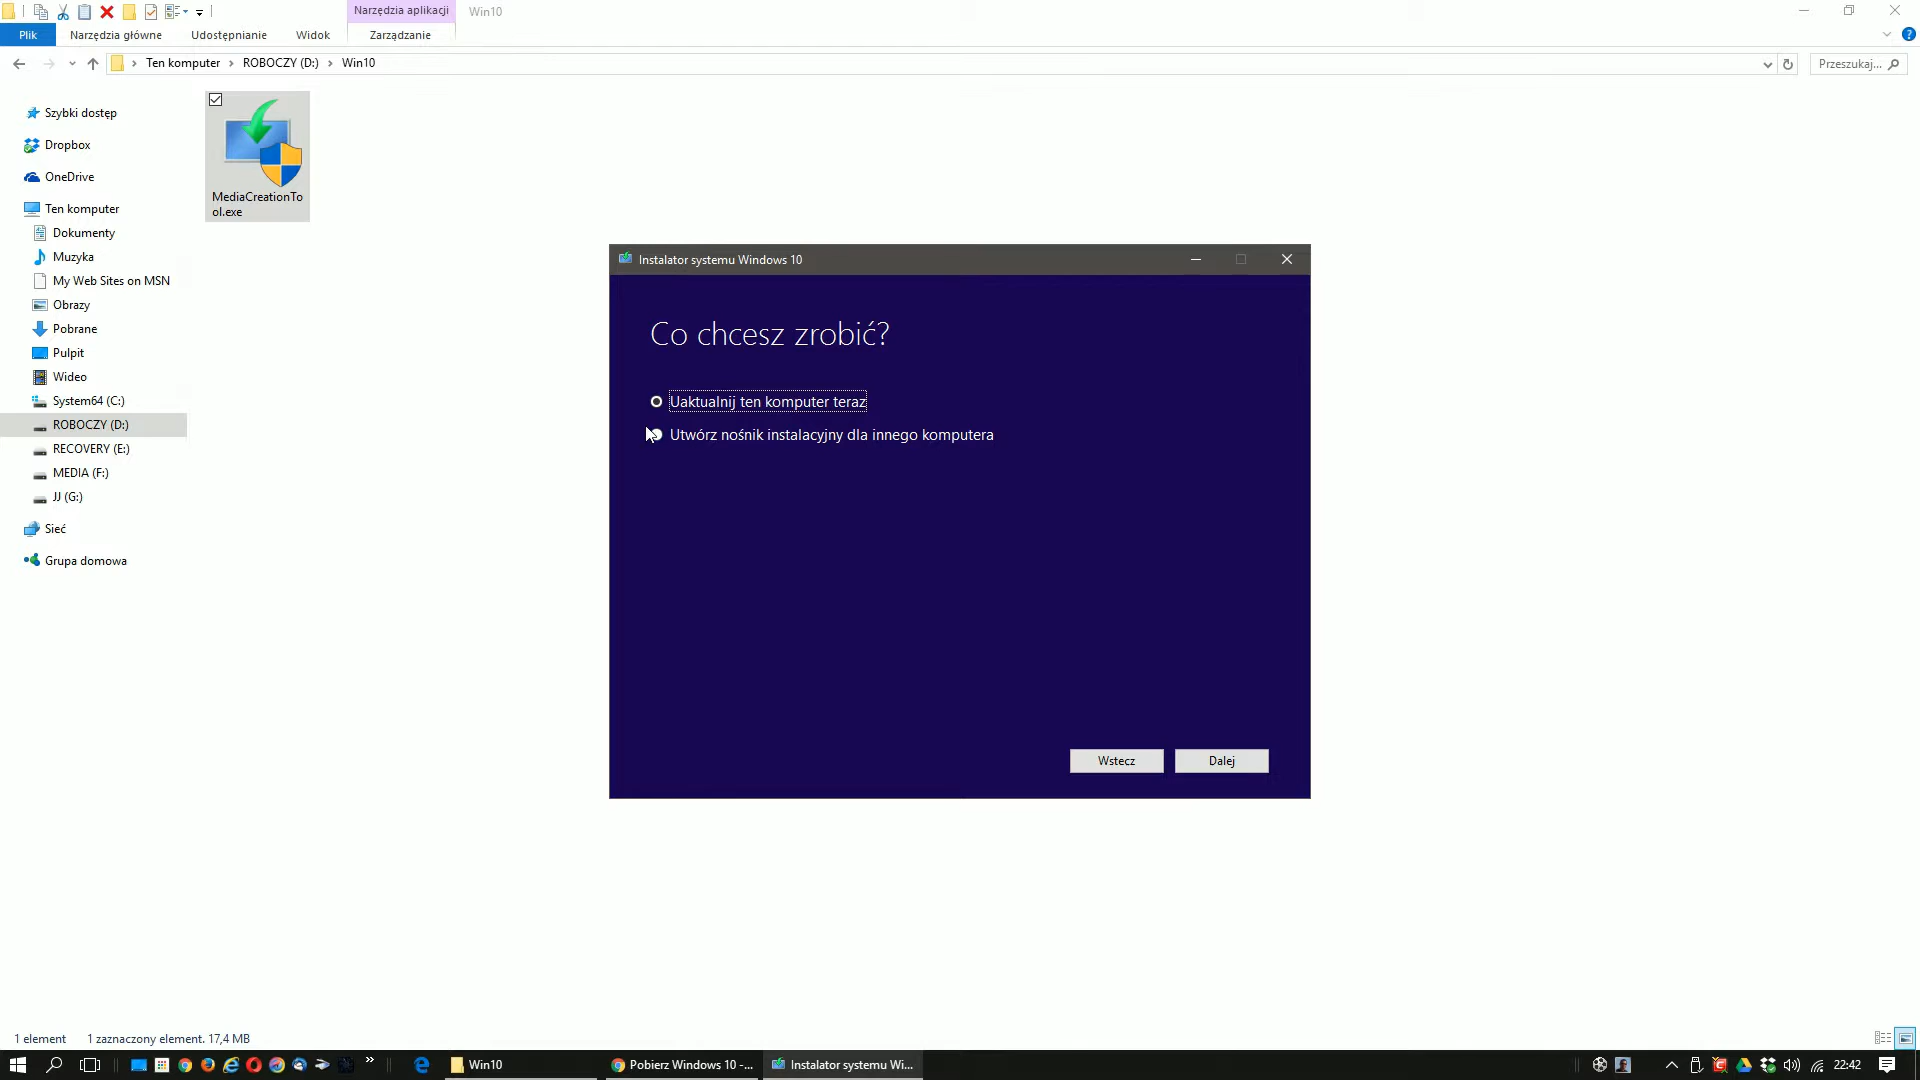 Narzędzia aplikacji
Win10
Plik
Narzędzia główne
Udostępnianie
Widok
Zarządzanie
Ten komputer
ROBOCZY (D:)
Win10
Przeszukaj...
Szybki dostęp
Dropbox
OneDrive
Ten komputer
Dokumenty
Muzyka
My Web Sites on MSN
Obrazy
Pobrane
Pulpit
Wideo
System64 (C:)
ROBOCZY (D:)
RECOVERY (E:)
MEDIA (F:)
JJ (G:)
Sieć
Grupa domowa
MediaCreationTo
ol.exe
Instalator systemu Windows 10
Co chcesz zrobić?
Uaktualnij ten komputer teraz
Utwórz nośnik instalacyjny dla innego komputera
Wstecz
Dalej
1 element
1 zaznaczony element. 17,4 MB
Win10
Pobierz Windows 10 -...
Instalator systemu Wi...
22:42